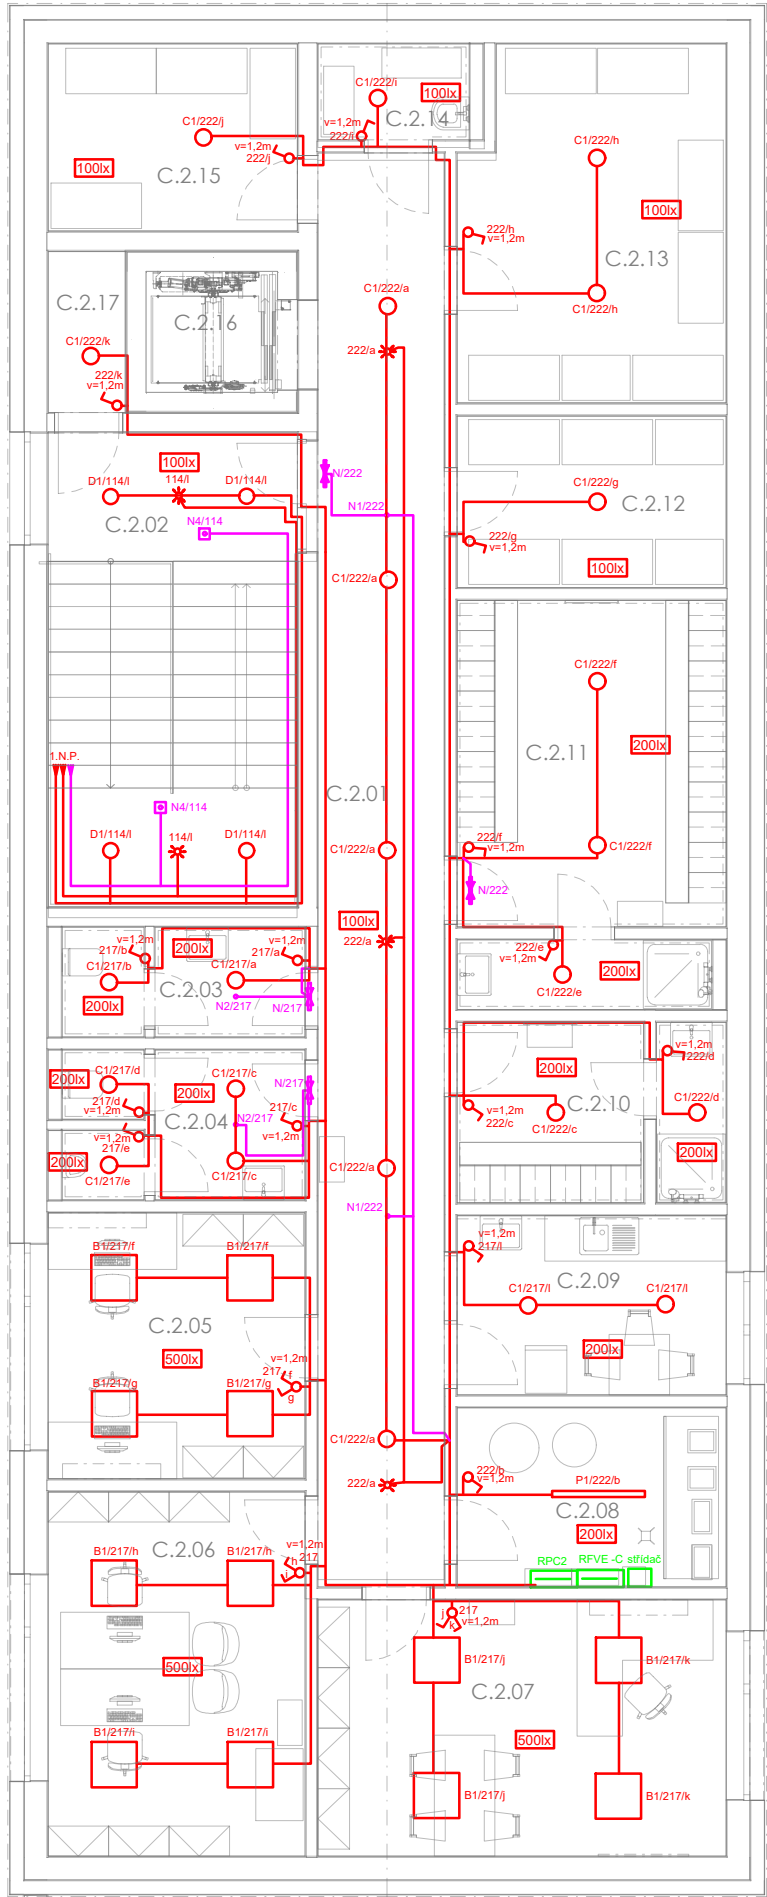 C1/222/i
100lx
C.2.14
v=1,2m
222/i
C1/222/j
v=1,2m
222/j
100lx
C.2.15
C1/222/h
100lx
222/h
v=1,2m
C.2.13
C1/222/h
C.2.17
C.2.16
C1/222/k
222/k
v=1,2m
C1/222/a
222/a
100lx
D1/114/l
114/l
D1/114/l
C.2.02
N4/114
N/222
N1/222
C1/222/g
C.2.12
222/g
v=1,2m
100lx
C1/222/a
C1/222/f
200lx
C.2.11
1.N.P.
C.2.01
N4/114
D1/114/l
114/l
D1/114/l
C1/222/a
222/f
v=1,2m
C1/222/f
N/222
100lx
222/a
v=1,2m
217/b
200lx
v=1,2m
217/a
C1/217/b
C1/217/a
C.2.03
200lx
N2/217
N/217
222/e
v=1,2m
200lx
C1/222/e
C1/217/d
200lx
217/d
v=1,2m
C1/217/c
200lx
N/217
217/c
v=1,2m
N2/217
C.2.04
v=1,2m
217/e
200lx
C1/217/e
C1/217/c
v=1,2m
222/d
200lx
C.2.10
v=1,2m
222/c
C1/222/c
C1/222/d
200lx
C1/222/a
N1/222
B1/217/f
B1/217/f
C.2.05
500lx
v=1,2m
217
f
g
B1/217/g
B1/217/g
v=1,2m
217/l
C.2.09
C1/217/l
C1/217/l
200lx
C1/222/a
222/a
222/b
v=1,2m
P1/222/b
C.2.08
200lx
RPC2
RFVE -C
střídač
B1/217/h
C.2.06
B1/217/h
v=1,2m
217
h
i
500lx
B1/217/i
B1/217/i
j
217
k
v=1,2m
B1/217/j
B1/217/k
C.2.07
500lx
B1/217/j
B1/217/k